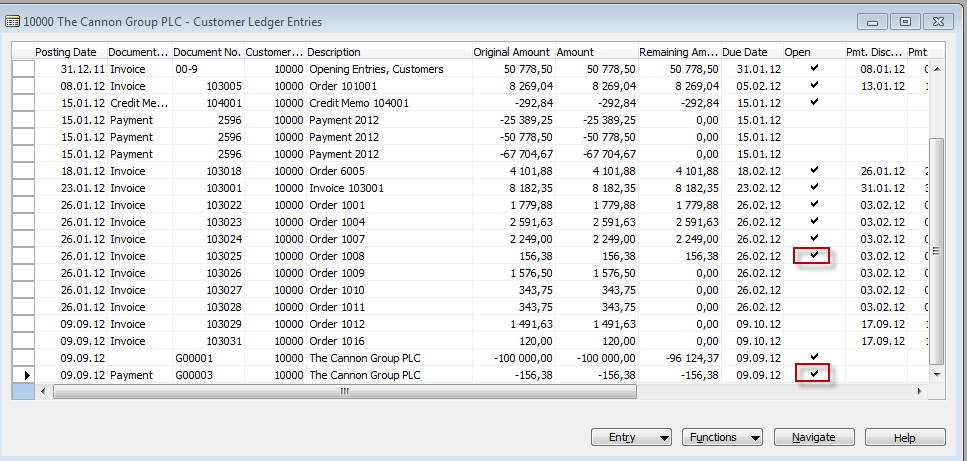 10000 The Cannon Group PLC - Customer Ledger Entries
Posting Date Document... Document No. Customer... Description Original Amount Amount Remaining Am... Due Date Open Pmt. Disc... Pmt
31.12.11 Invoice 00-9 10000 Opening Entries, Customers 50 778,50 50 778,50 50 778,50 31.01.12 ✔ 08.01.12
08.01.12 Invoice 103005 10000 Order 101001 8 269,04 8 269,04 8 269,04 05.02.12 ✔ 13.01.12
15.01.12 Credit Me... 104001 10000 Credit Memo 104001 -292,84 -292,84 -292,84 15.01.12 ✔
15.01.12 Payment 2596 10000 Payment 2012 -25 389,25 -25 389,25 0,00 15.01.12
15.01.12 Payment 2596 10000 Payment 2012 -50 778,50 -50 778,50 0,00 15.01.12
15.01.12 Payment 2596 10000 Payment 2012 -67 704,67 -67 704,67 0,00 15.01.12
18.01.12 Invoice 103018 10000 Order 6005 4 101,88 4 101,88 4 101,88 18.02.12 ✔ 26.01.12
23.01.12 Invoice 103001 10000 Invoice 103001 8 182,35 8 182,35 8 182,35 23.02.12 ✔ 31.01.12
26.01.12 Invoice 103022 10000 Order 1001 1 779,88 1 779,88 1 779,88 26.02.12 ✔ 03.02.12
26.01.12 Invoice 103023 10000 Order 1004 2 591,63 2 591,63 2 591,63 26.02.12 ✔ 03.02.12
26.01.12 Invoice 103024 10000 Order 1007 2 249,00 2 249,00 2 249,00 26.02.12 ✔ 03.02.12
26.01.12 Invoice 103025 10000 Order 1008 156,38 156,38 156,38 26.02.12 ✔ 03.02.12
26.01.12 Invoice 103026 10000 Order 1009 1 576,50 1 576,50 0,00 26.02.12 03.02.12
26.01.12 Invoice 103027 10000 Order 1010 343,75 343,75 0,00 26.02.12 03.02.12
26.01.12 Invoice 103028 10000 Order 1011 343,75 343,75 0,00 26.02.12 03.02.12
09.09.12 Invoice 103029 10000 Order 1012 1 491,63 1 491,63 0,00 09.10.12 17.09.12
09.09.12 Invoice 103031 10000 Order 1016 120,00 120,00 0,00 09.10.12 17.09.12
09.09.12 G00001 10000 The Cannon Group PLC -100 000,00 -100 000,00 -96 124,37 09.09.12 ✔
09.09.12 Payment G00003 10000 The Cannon Group PLC -156,38 -156,38 -156,38 09.09.12 ✔
Entry Functions Navigate Help